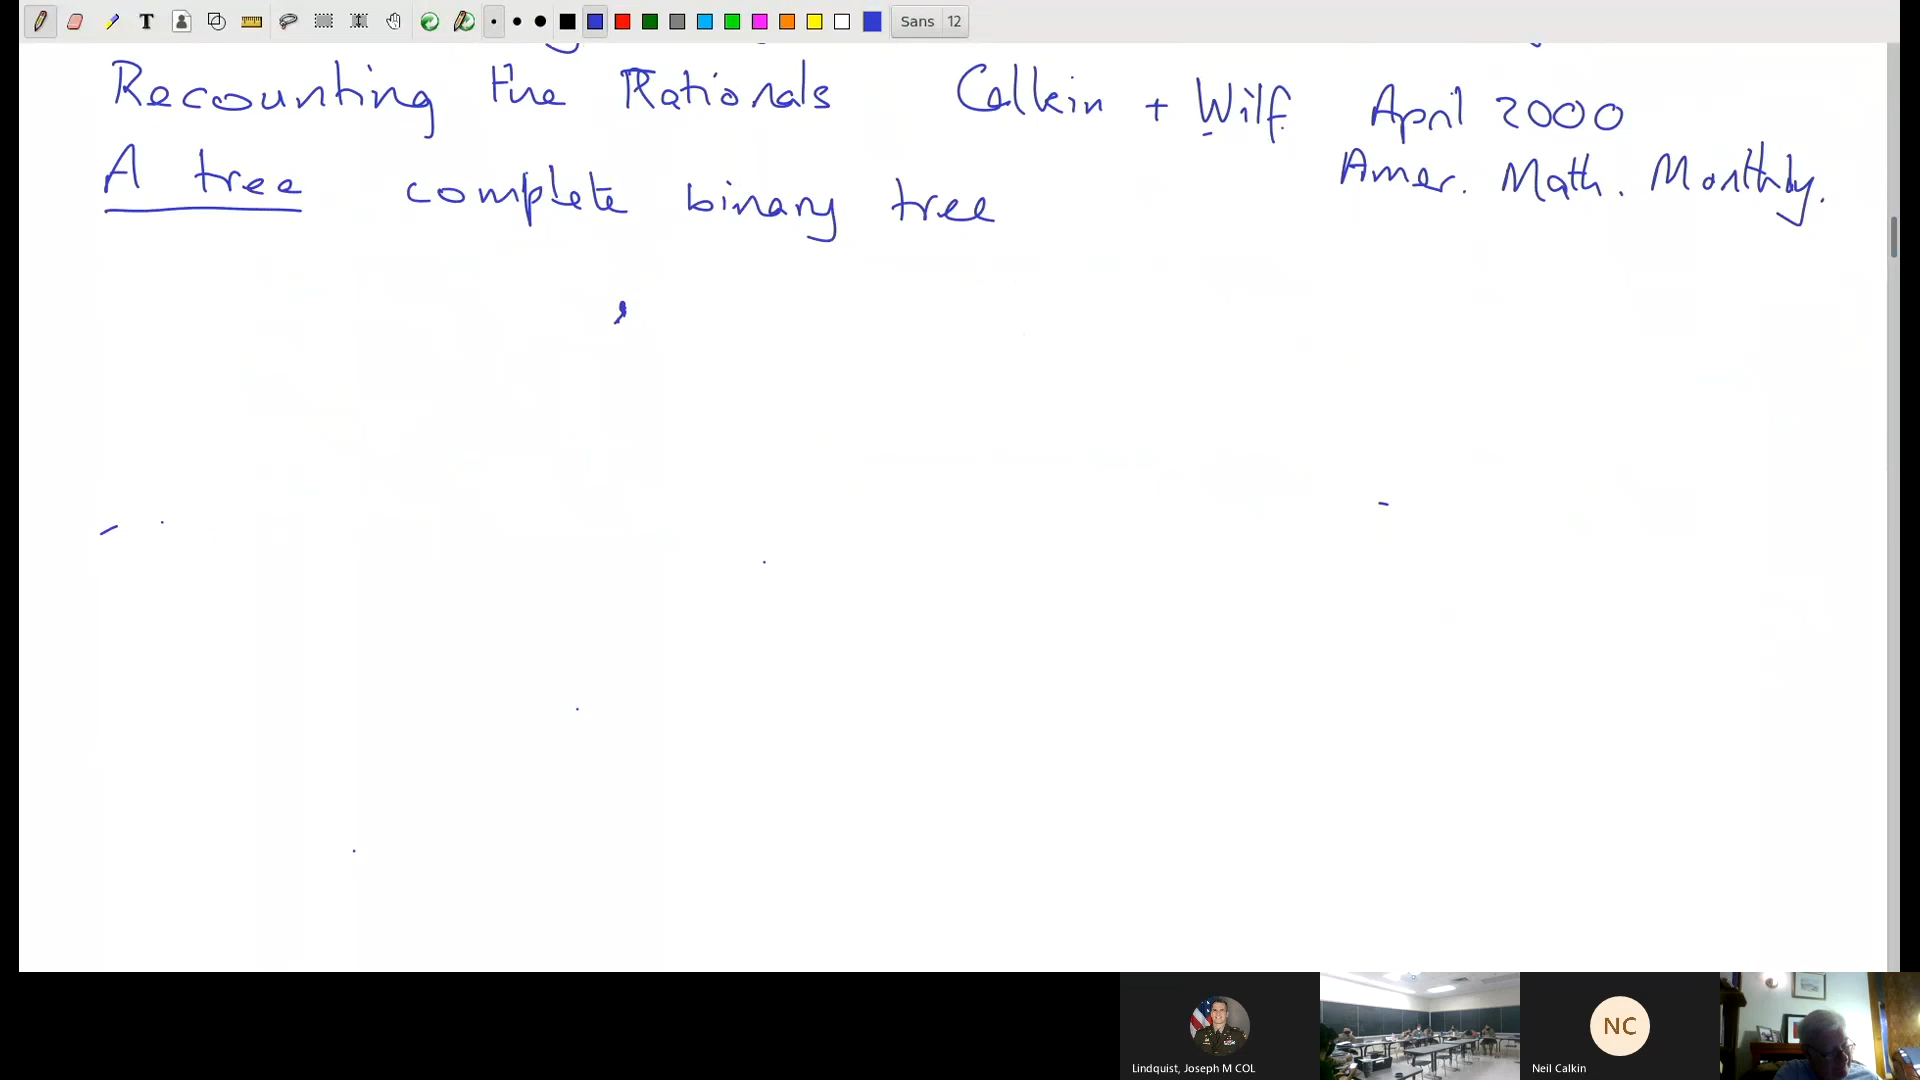 T
Sans 12
Recounting the Rationals Calkin + Wilf April 2000
Amer. Math. Monthly.
A tree complete binary tree
Lindquist, Joseph M COL
NC
Neil Calkin